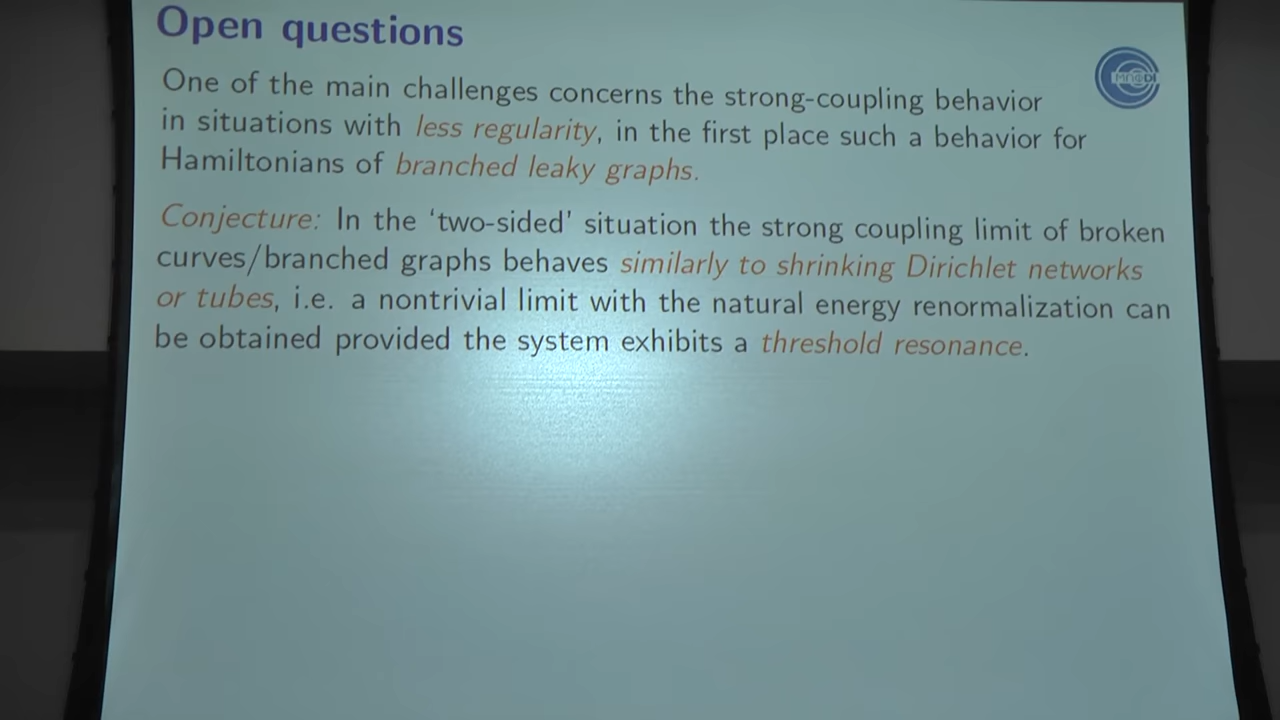 Open questions
One of the main challenges concerns the strong-coupling behavior
in situations with less regularity, in the first place such a behavior for
Hamiltonians of branched leaky graphs.
Conjecture: In the ‘two-sided’ situation the strong coupling limit of broken
curves/branched graphs behaves similarly to shrinking Dirichlet networks
or tubes, i.e. a nontrivial limit with the natural energy renormalization can
be obtained provided the system exhibits a threshold resonance.